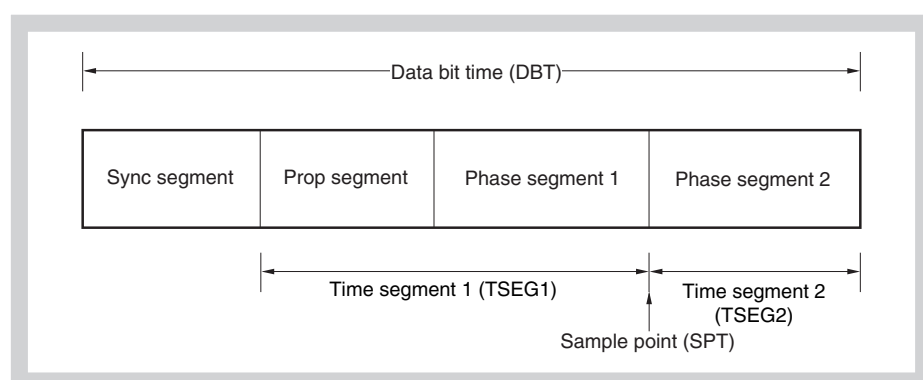 Data bit time (DBT)
Sync segment
Prop segment
Phase segment 1
Phase segment 2
Time segment 1 (TSEG1)
Time segment 2
(TSEG2)
Sample point (SPT)